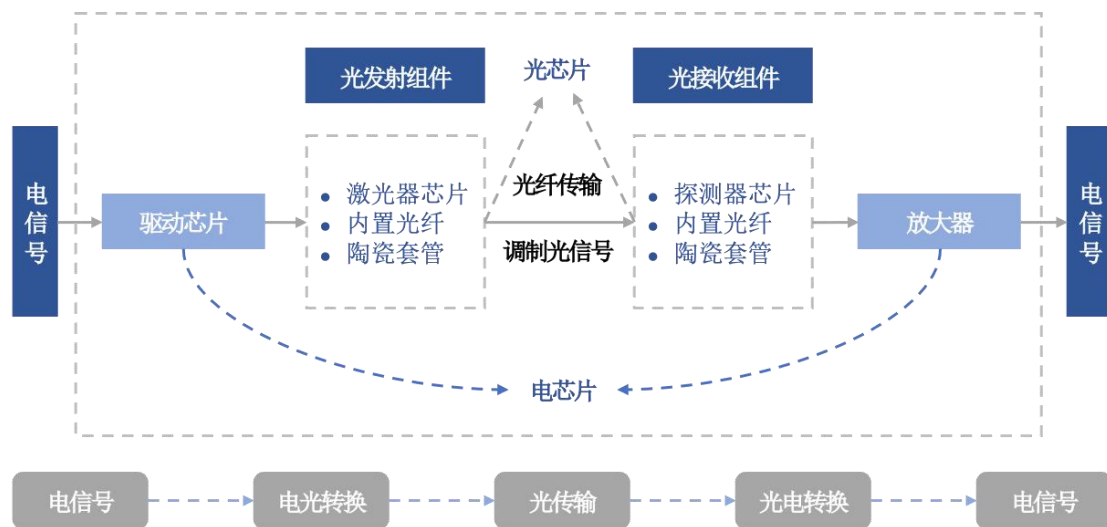 光发射组件
光芯片
光接收组件
电信号
驱动芯片
激光器芯片
内置光纤
陶瓷套管
光纤传输
调制光信号
探测器芯片
内置光纤
陶瓷套管
放大器
电信号
电芯片
电信号
电光转换
光传输
光电转换
电信号